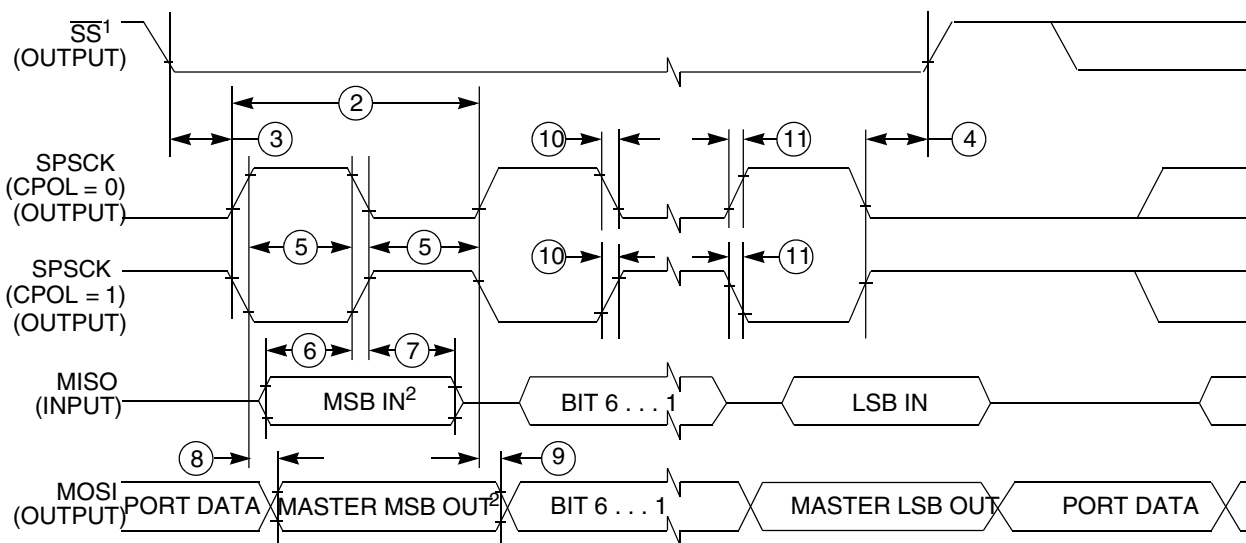 SS1
(OUTPUT)
2
3
10
11
4
SPSCK
(CPOL = 0)
(OUTPUT)
5
5
10
11
SPSCK
(CPOL = 1)
(OUTPUT)
6
7
MISO
(INPUT)
MSB IN2
BIT 6 . . . 1
LSB IN
8
9
MOSI
(OUTPUT)
PORT DATA
MASTER MSB OUT2
BIT 6 . . . 1
MASTER LSB OUT
PORT DATA